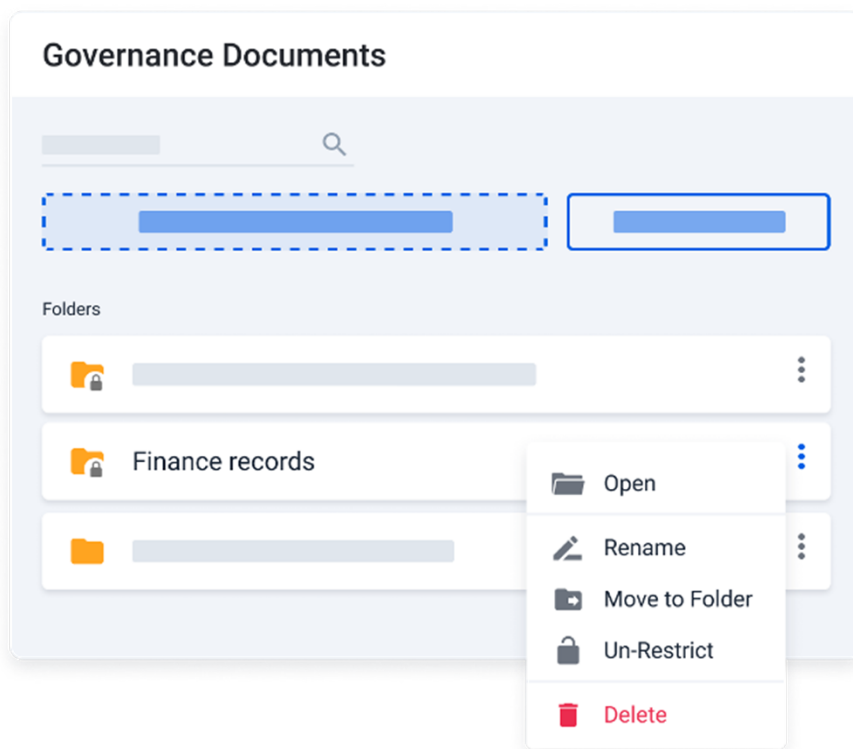 Governance Documents
Folders
Finance records
Open
Rename
Move to Folder
Un-Restrict
Delete